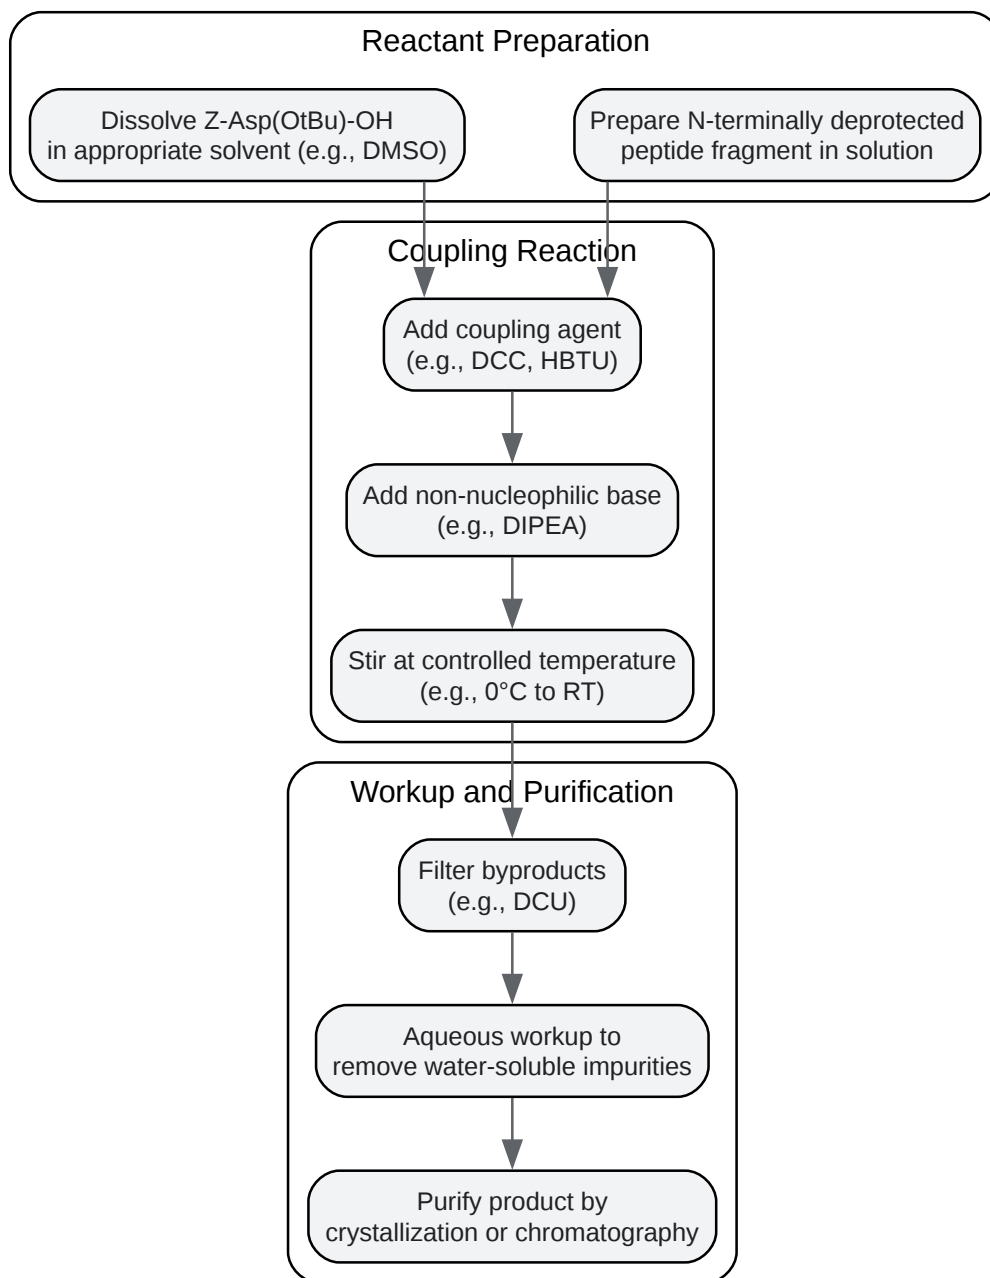 Reactant Preparation
Dissolve Z-Asp(OtBu)-OH
in appropriate solvent (e.g., DMSO)
Prepare N-terminally deprotected
peptide fragment in solution
Coupling Reaction
Add coupling agent
(e.g., DCC, HBTU)
Add non-nucleophilic base
(e.g., DIPEA)
Stir at controlled temperature
(e.g., 0°C to RT)
Workup and Purification
Filter byproducts
(e.g., DCU)
Aqueous workup to
remove water-soluble impurities
Purify product by
crystallization or chromatography